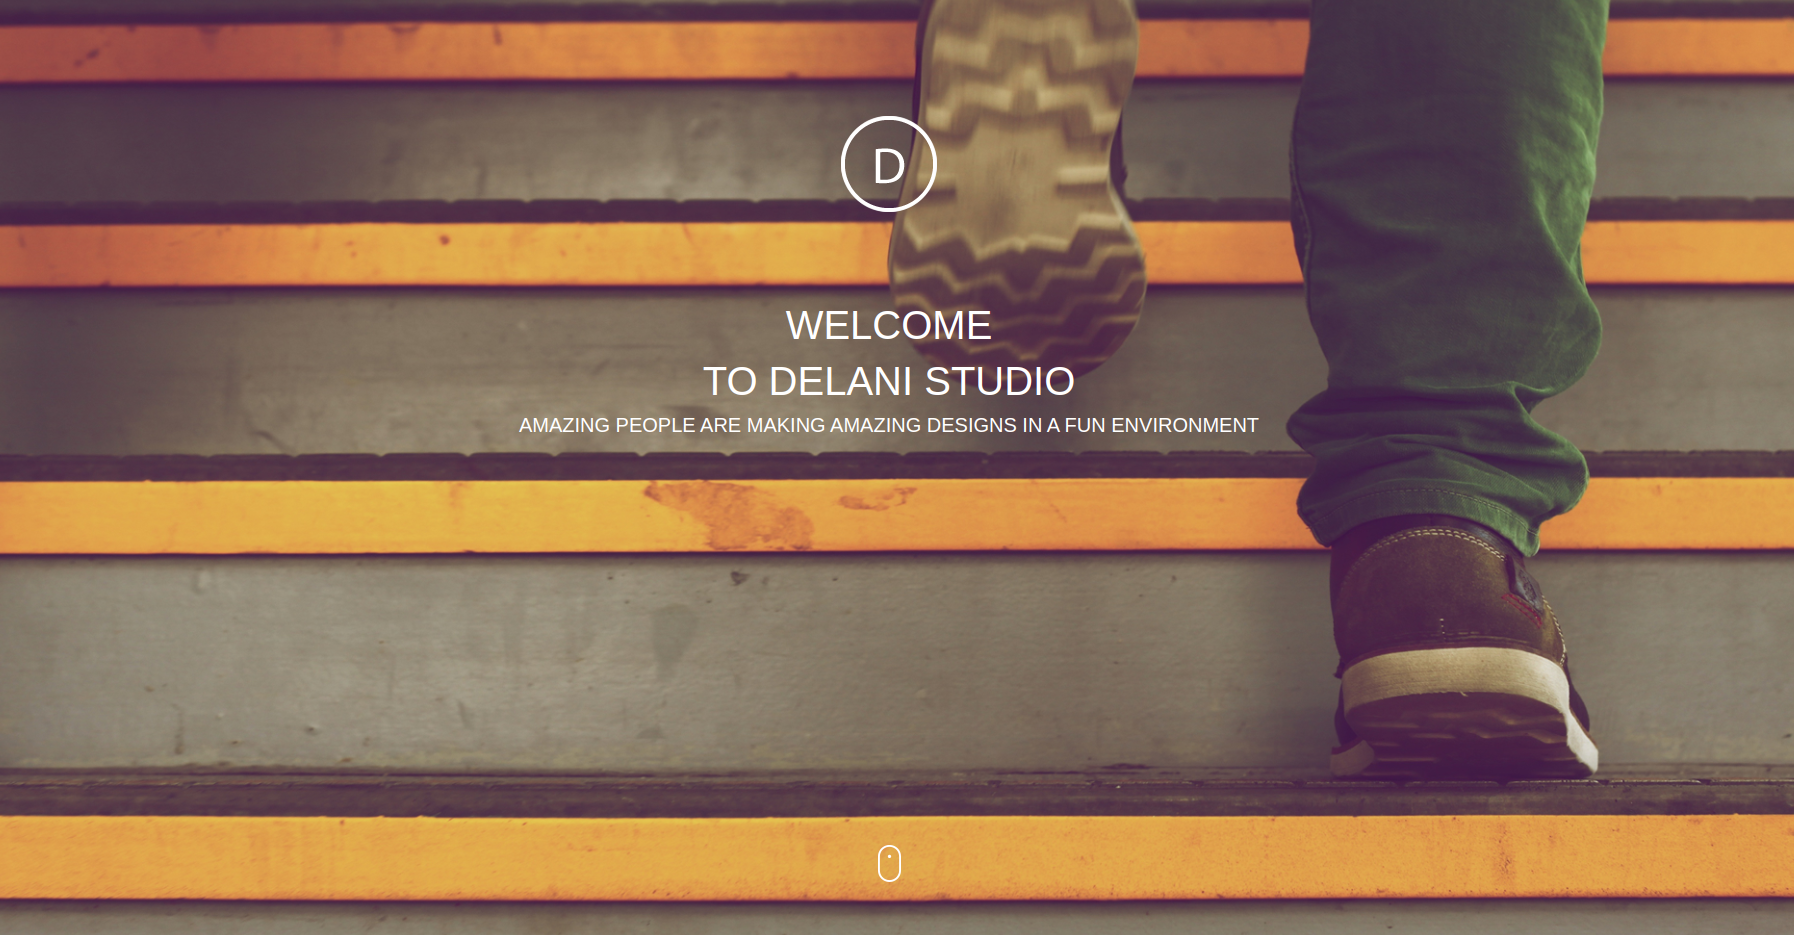 D
WELCOME
TO DELANI STUDIO
AMAZING PEOPLE ARE MAKING AMAZING DESIGNS IN A FUN ENVIRONMENT